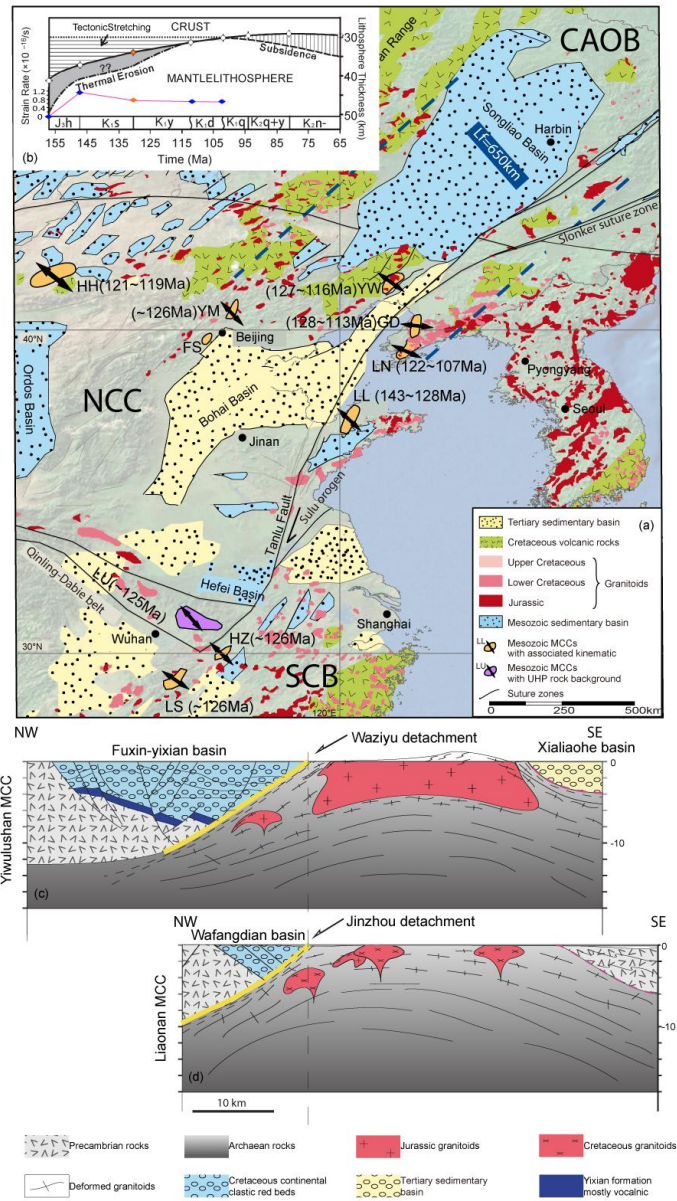 TectonicStretching
CRUST
Subsidence
??
Thermal Erosion
MANTLELITHOSPHERE
Strain Rate (× 10⁻¹⁶/s)
1.2
0.8
0.4
0
Lithosphere Thickness (km)
30
40
50
J₃h
K₁s
K₁y
K₁d
K₁q
K₂q+y
K₂n-
155
145
135
125
115
105
95
85
75
65
(b)
Time (Ma)
CAOB
an Range
Songliao Basin
Harbin
Lf=650km
Slonker suture zone
HH(121~119Ma)
(127~116Ma)YW
(~126Ma)YM
(128~113Ma)GD
40°N
FS
Beijing
LN (122~107Ma)
Pyongyang
Ordos Basin
NCC
Bohai Basin
LL (143~128Ma)
Seoul
Jinan
Tanlu Fault
Sulu orogen
Qinling-Dabie belt
LU(~125Ma)
Hefei Basin
Wuhan
HZ(~126Ma)
Shanghai
30°N
SCB
LS (~126Ma)
120°E
(a)
Tertiary sedimentary basin
Cretaceous volcanic rocks
Upper Cretaceous
Lower Cretaceous
Granitoids
Jurassic
Mesozoic sedimentary basin
LL
Mesozoic MCCs
with associated kinematic
LU
Mesozoic MCCs
with UHP rock background
Suture zones
0
250
500km
NW
Waziyu detachment
SE
Fuxin-yixian basin
Xialiaohe basin
0
-10
Yiwulushan MCC
(c)
NW
Jinzhou detachment
SE
Wafangdian basin
0
-10
Liaonan MCC
(d)
10 km
Precambrian rocks
Archaean rocks
Jurassic granitoids
Cretaceous granitoids
Deformed granitoids
Cretaceous continental
clastic red beds
Tertiary sedimentary
basin
Yixian formation
mostly vocalnic